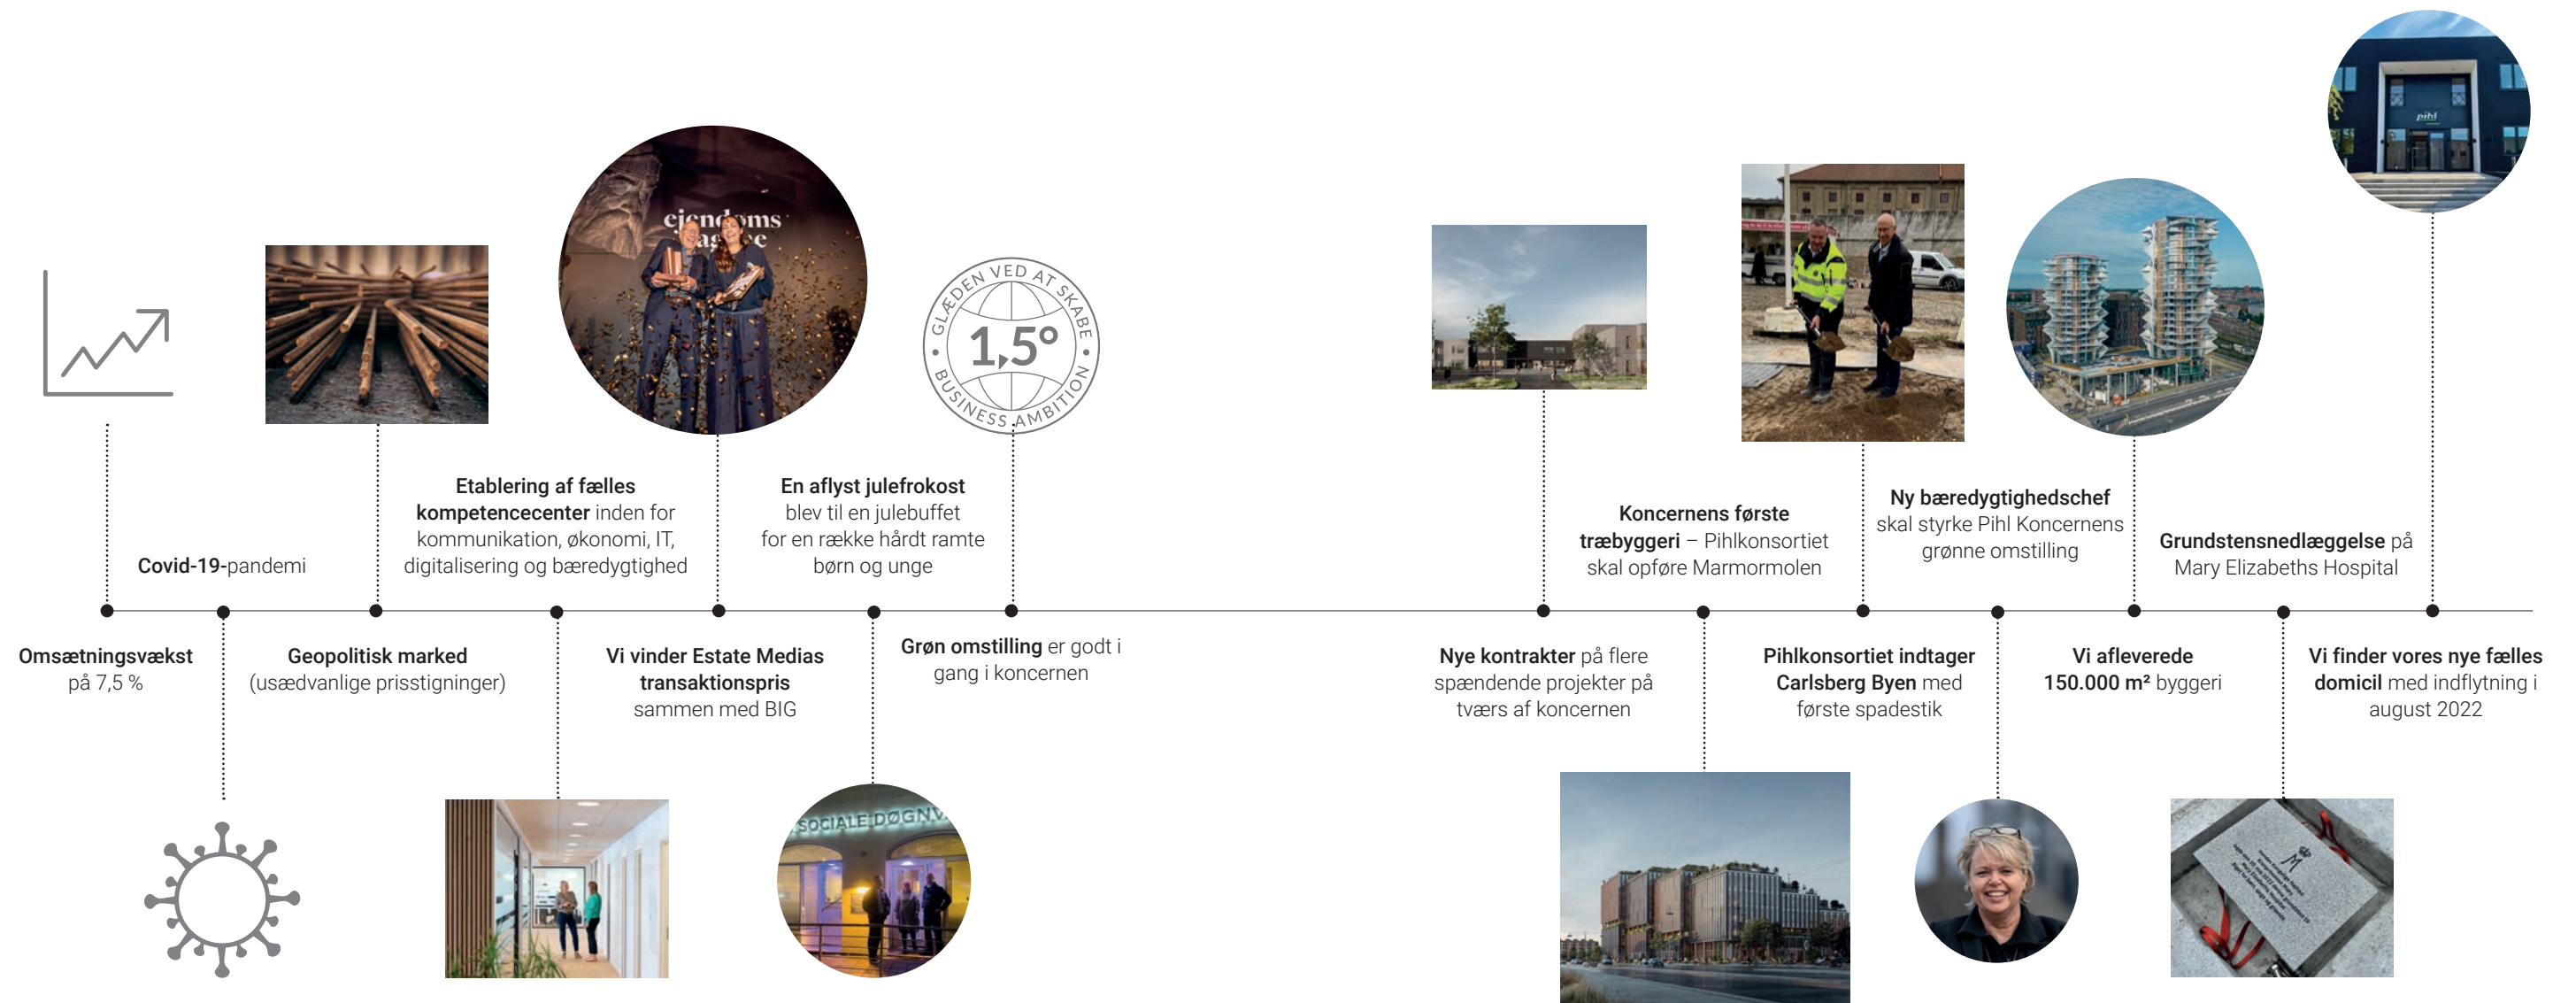 pihl
ejendøms
GLÆDEN VED AT SKABE
1,5°
BUSINESS AMBITION
Etablering af fælles
kompetencecenter inden for
kommunikation, økonomi, IT,
digitalisering og bæredygtighed
En aflyst julefrokost
blev til en julebuffet
for en række hårdt ramte
børn og unge
Covid-19-pandemi
Koncernens første
træbyggeri – Pihlkonsortiet
skal opføre Marmormolen
Ny bæredygtighedschef
skal styrke Pihl Koncernens
grønne omstilling
Grundstensnedlæggelse på
Mary Elizabeths Hospital
Omsætningsvækst
på 7,5 %
Geopolitisk marked
(usædvanlige prisstigninger)
Vi vinder Estate Medias
transaktionspris
sammen med BIG
Grøn omstilling er godt i
gang i koncernen
Nye kontrakter på flere
spændende projekter på
tværs af koncernen
Pihlkonsortiet indtager
Carlsberg Byen med
første spadestik
Vi afleverede
150.000 m² byggeri
Vi finder vores nye fælles
domicil med indflytning i
august 2022
SOCIALE DØGNV
M